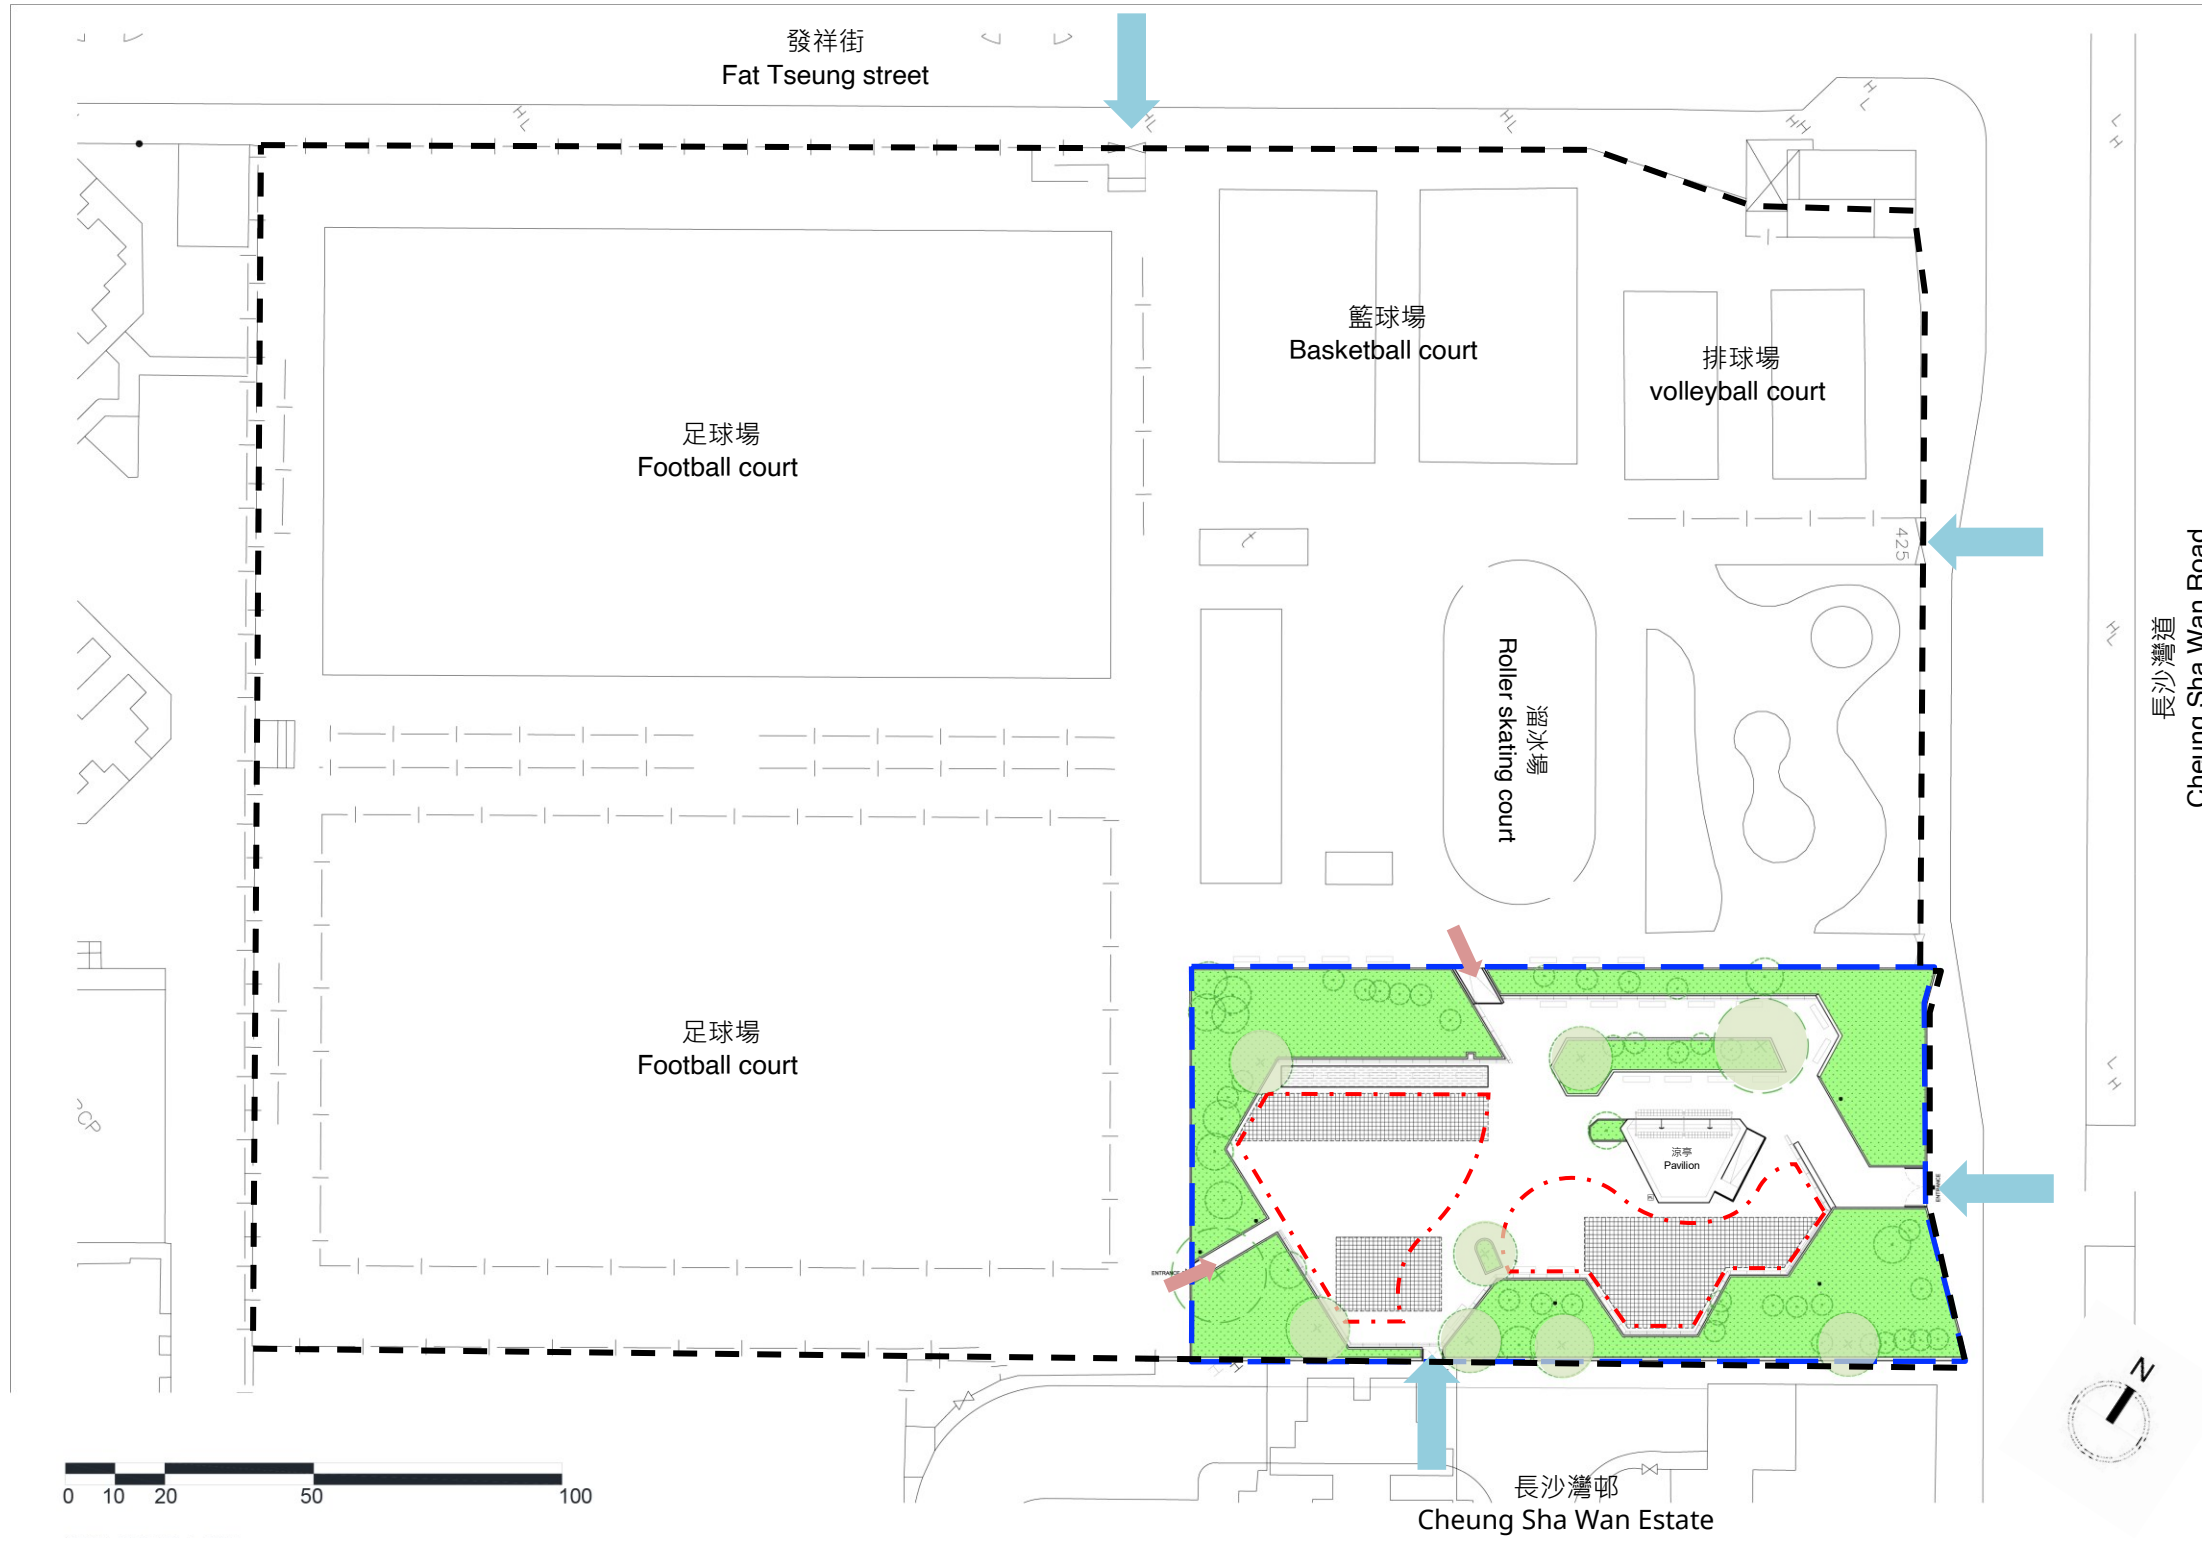 發祥街
Fat Tseung street
H
L
H
L
H
L
H
L
H
H
L
H
籃球場
Basketball court
排球場
volleyball court
足球場
Football court
425
H
L
長沙灣道
Cheung Sha Wan Road
溜冰場
Roller skating court
足球場
Football court
L
H
涼亭
Pavilion
ENTRANCE
ENTRANCE
H
N
0 10 20 50 100
長沙灣邨
Cheung Sha Wan Estate